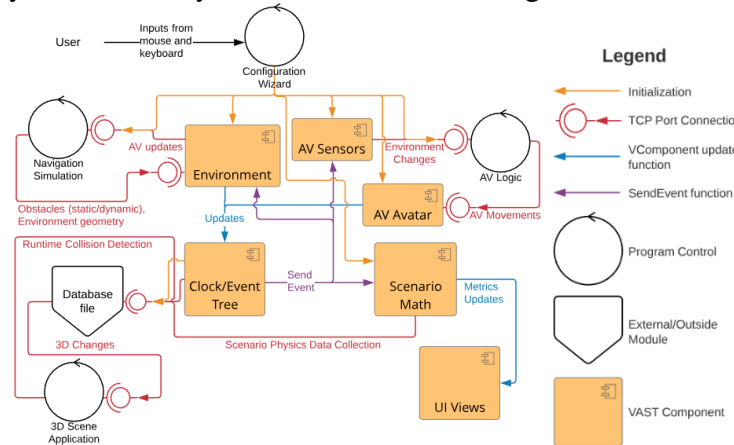 User
Inputs from
mouse and
keyboard
Configuration
Wizard
Navigation
Simulation
AV updates
Environment
AV Sensors
Environment
Changes
AV Logic
Obstacles (static/dynamic),
Environment geometry
Updates
AV Avatar
AV Movements
Runtime Collision Detection
Database
file
Clock/Event
Tree
Send
Event
Scenario
Math
Metrics
Updates
3D Changes
Scenario Physics Data Collection
3D Scene
Application
UI Views
Legend
Initialization
TCP Port Connectio
VComponent update
function
SendEvent function
Program Control
External/Outside
Module
VAST Component